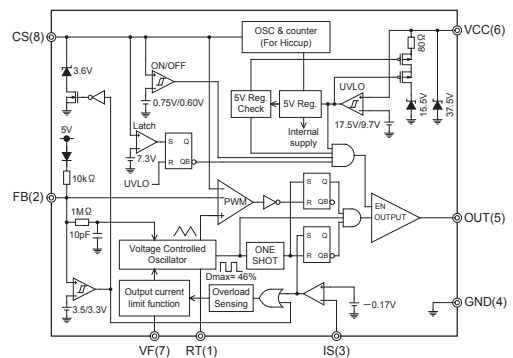 CS(8)
OSC & counter
(For Hiccup)
VCC(6)
80Ω
3.6V
ON/OFF
0.75V/0.60V
5V Reg.
Check
5V Reg.
UVLO
15.5V
37.5V
17.5V/9.7V
Internal
supply
Latch
7.3V
S Q
R QB
UVLO
5V
10kΩ
FB(2)
PWM
S Q
R QB
EN
OUTPUT
OUT(5)
1MΩ
10pF
Voltage Controlled
Oscillator
ONE
SHOT
S Q
R QB
Dmax= 46%
Output current
limit function
Overload
Sensing
-0.17V
3.5/3.3V
GND(4)
VF(7)
RT(1)
IS(3)